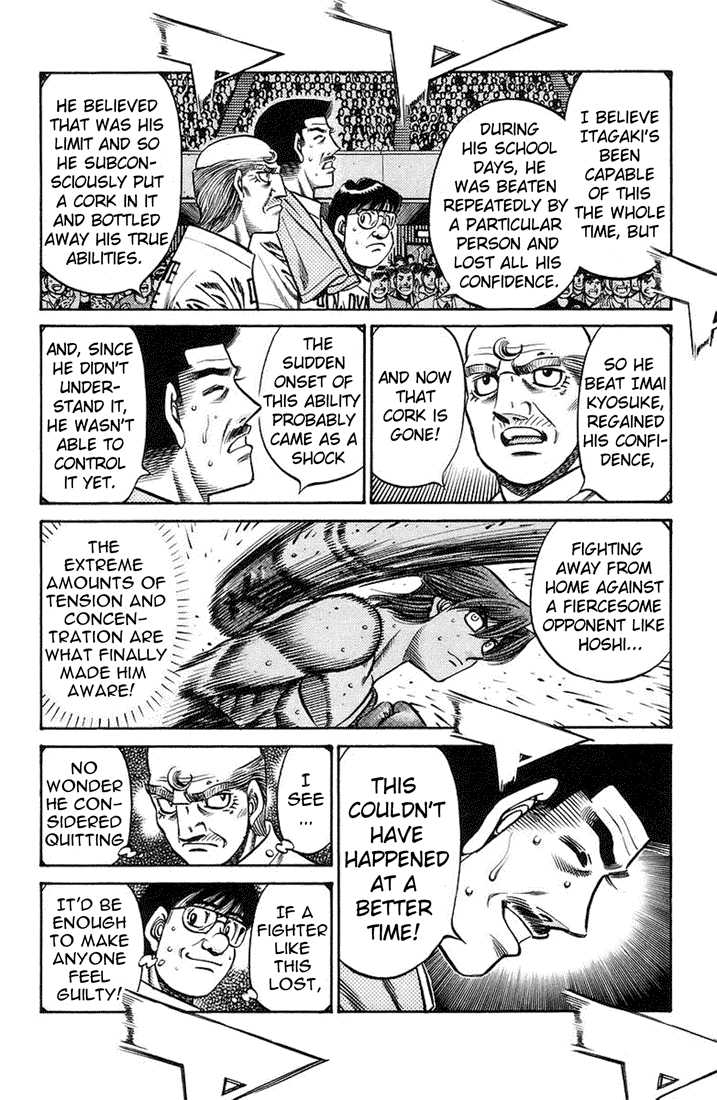 I BELIEVE
ITAGAKI'S
BEEN
CAPABLE
OF THIS
THE WHOLE
TIME, BUT
DURING
HIS SCHOOL
DAYS, HE
WAS BEATEN
REPEATEDLY BY
A PARTICULAR
PERSON AND
LOST ALL HIS
CONFIDENCE.
HE BELIEVED
THAT WAS HIS
LIMIT AND SO
HE SUBCON-
SCIOUSLY PUT
A CORK IN IT
AND BOTTLED
AWAY HIS TRUE
ABILITIES.
SO HE
BEAT IMAI
KYOSUKE,
REGAINED
HIS CONFI-
DENCE,
AND NOW
THAT
CORK IS
GONE!
THE
SUDDEN
ONSET OF
THIS ABILITY
PROBABLY
CAME AS A
SHOCK
AND, SINCE
HE DIDN'T
UNDER-
STAND IT,
HE WASN'T
ABLE TO
CONTROL
IT YET.
FIGHTING
AWAY FROM
HOME AGAINST
A FIERCESOME
OPPONENT LIKE
HOSHI...
THE
EXTREME
AMOUNTS OF
TENSION AND
CONCEN-
TRATION ARE
WHAT FINALLY
MADE HIM
AWARE!
THIS
COULDN'T
HAVE
HAPPENED
AT A
BETTER
TIME!
I
SEE
...
NO
WONDER
HE CON-
SIDERED
QUITTING
IF A
FIGHTER
LIKE
THIS
LOST,
IT'D BE
ENOUGH
TO MAKE
ANYONE
FEEL
GUILTY!